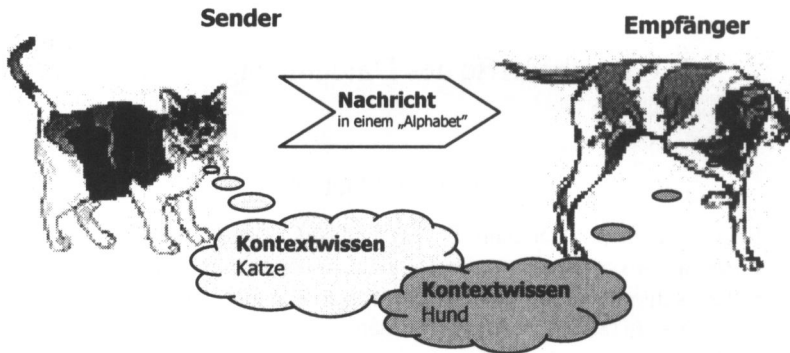 Sender
Empfänger
Nachricht
in einem „Alphabet"
Kontextwissen
Katze
Kontextwissen
Hund